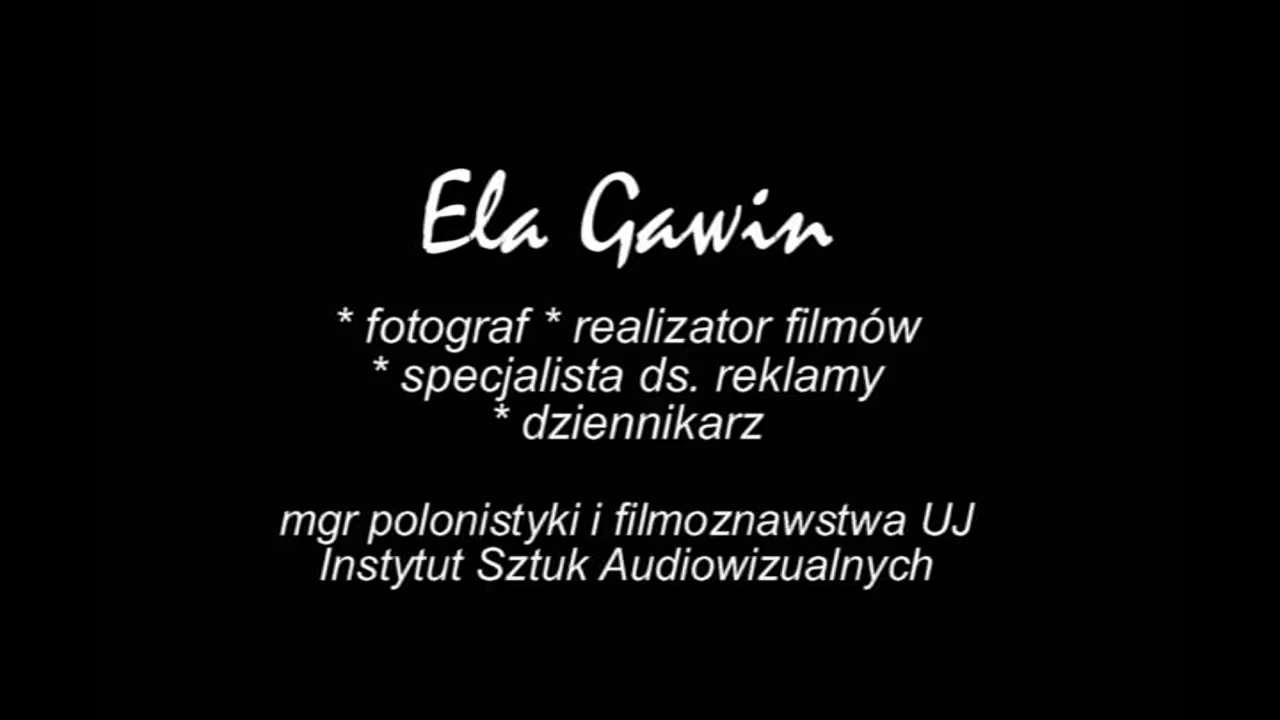 Ela Gawin
* fotograf * realizator filmów
* specjalista ds. reklamy
* dziennikarz
mgr polonistyki i filmoznawstwa UJ
Instytut Sztuk Audiowizualnych